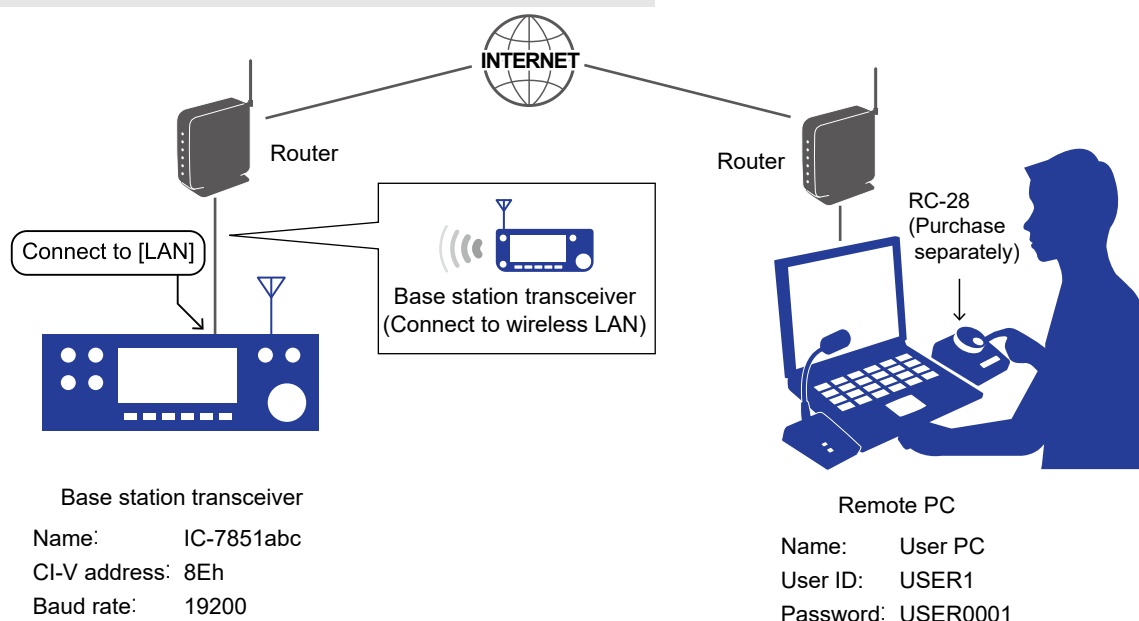 INTERNET
Router
Router
Connect to [LAN]
Base station transceiver
(Connect to wireless LAN)
RC-28
(Purchase
separately)
Base station transceiver
Name: IC-7851abc
CI-V address: 8Eh
Baud rate: 19200
Remote PC
Name: User PC
User ID: USER1
Password: USER0001